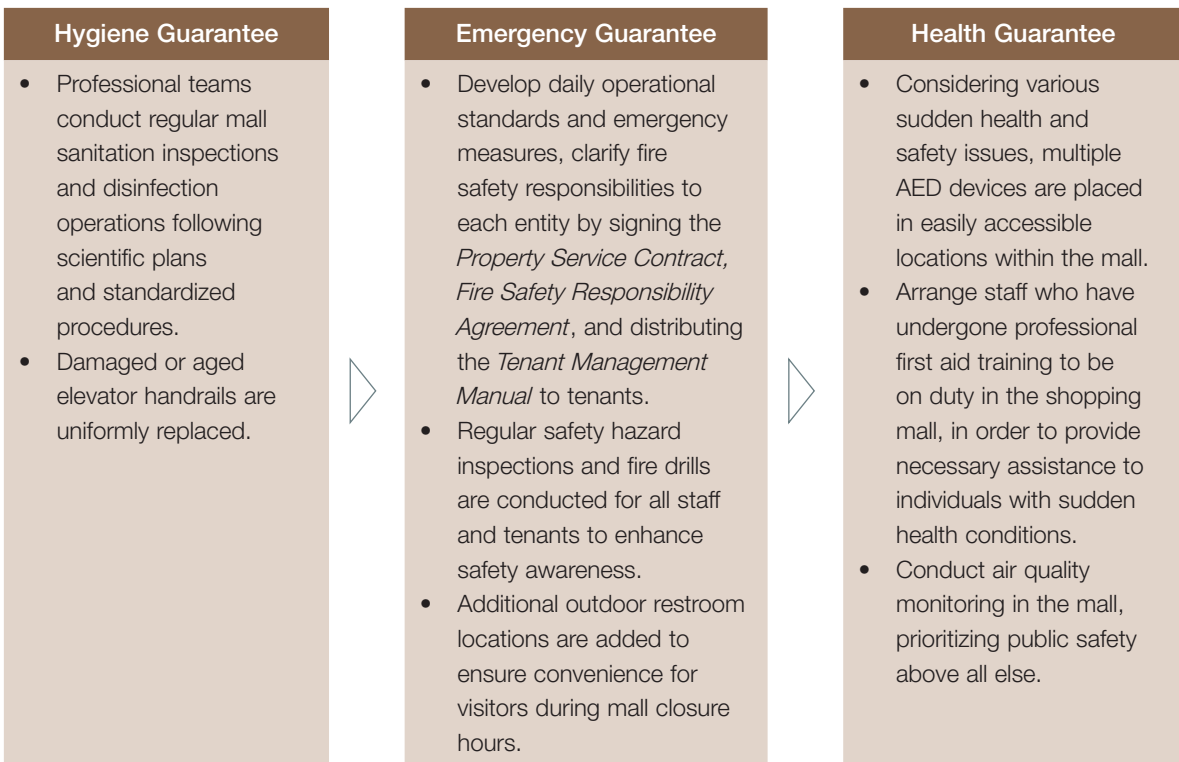 Hygiene Guarantee
• Professional teams
conduct regular mall
sanitation inspections
and disinfection
operations following
scientific plans
and standardized
procedures.
• Damaged or aged
elevator handrails are
uniformly replaced.
Emergency Guarantee
• Develop daily operational
standards and emergency
measures, clarify fire
safety responsibilities to
each entity by signing the
Property Service Contract,
Fire Safety Responsibility
Agreement, and distributing
the Tenant Management
Manual to tenants.
• Regular safety hazard
inspections and fire drills
are conducted for all staff
and tenants to enhance
safety awareness.
• Additional outdoor restroom
locations are added to
ensure convenience for
visitors during mall closure
hours.
Health Guarantee
• Considering various
sudden health and
safety issues, multiple
AED devices are placed
in easily accessible
locations within the mall.
• Arrange staff who have
undergone professional
first aid training to be
on duty in the shopping
mall, in order to provide
necessary assistance to
individuals with sudden
health conditions.
• Conduct air quality
monitoring in the mall,
prioritizing public safety
above all else.